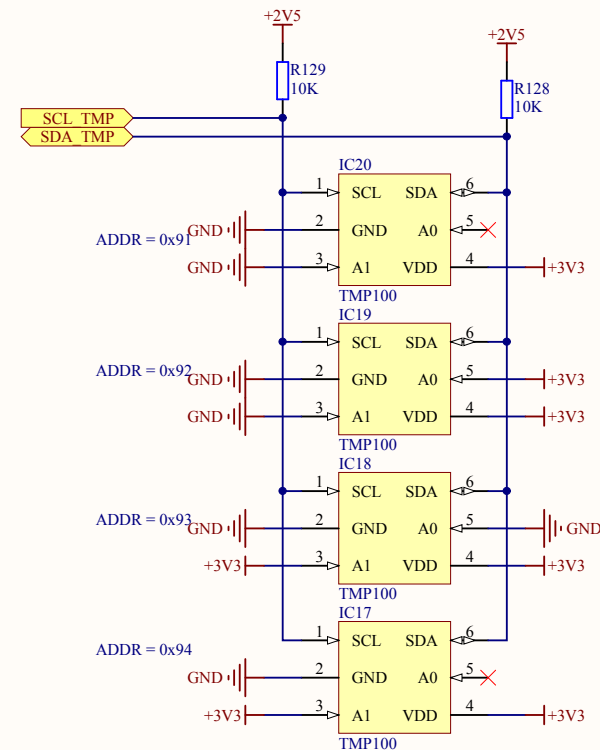 +2V5
+2V5
R129
10K
R128
10K
SCL_TMP
SDA_TMP
IC20
1 SCL SDA 6
ADDR = 0x91 GND 2 GND A0 5
GND 3 A1 VDD 4 +3V3
TMP100
IC19
1 SCL SDA 6
ADDR = 0x92 GND 2 GND A0 5 +3V3
GND 3 A1 VDD 4 +3V3
TMP100
IC18
1 SCL SDA 6
ADDR = 0x93 GND 2 GND A0 5 GND
+3V3 3 A1 VDD 4 +3V3
TMP100
IC17
1 SCL SDA 6
ADDR = 0x94
GND 2 GND A0 5
+3V3 3 A1 VDD 4 +3V3
TMP100